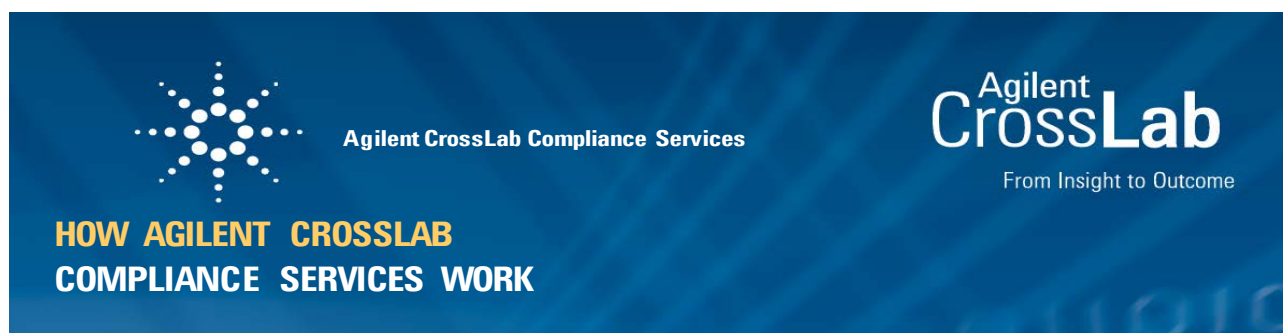 Agilent CrossLab Compliance Services
Agilent
CrossLab
From Insight to Outcome
HOW AGILENT CROSSLAB
COMPLIANCE SERVICES WORK